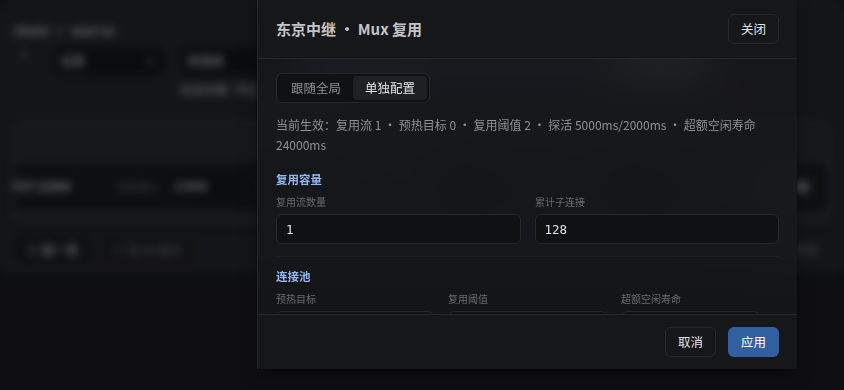 东京中继 · Mux 复用
关闭
跟随全局
单独配置
当前生效：复用流 1 · 预热目标 0 · 复用阈值 2 · 探活 5000ms/2000ms · 超额空闲寿命
24000ms
复用容量
复用流数量
累计子连接
1
128
连接池
预热目标
复用阈值
超额空闲寿命
取消
应用